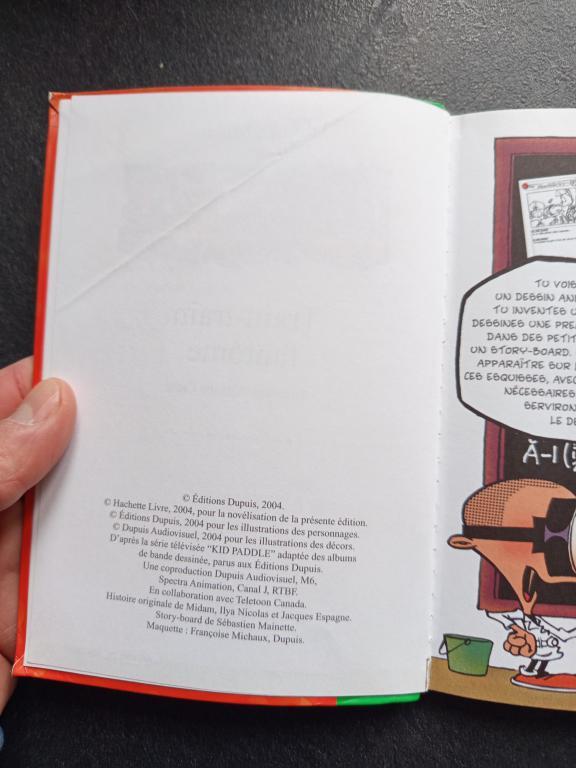 © Éditions Dupuis, 2004.
© Hachette Livre, 2004, pour la novélisation de la présente édition.
© Éditions Dupuis, 2004 pour les illustrations des personnages.
© Dupuis Audiovisuel, 2004 pour les illustrations des décors.
D'après la série télévisée "KID PADDLE" adaptée des albums
de bande dessinée, parus aux Éditions Dupuis.
Une coproduction Dupuis Audiovisuel, M6,
Spectra Animation, Canal J, RTBF.
En collaboration avec Teletoon Canada.
Histoire originale de Midam, Ilya Nicolas et Jacques Espagne.
Story-board de Sébastien Mainette.
Maquette : Françoise Michaux, Dupuis.
TU VOIS
UN DESSIN ANI
TU INVENTES U
DESSINES UNE PRE
DANS DES PETIT
UN STORY-BOARD.
APPARAÎTRE SUR
CES ESQUISSES, AVEC
NÉCESSAIRES
SERVIRON
LE DE